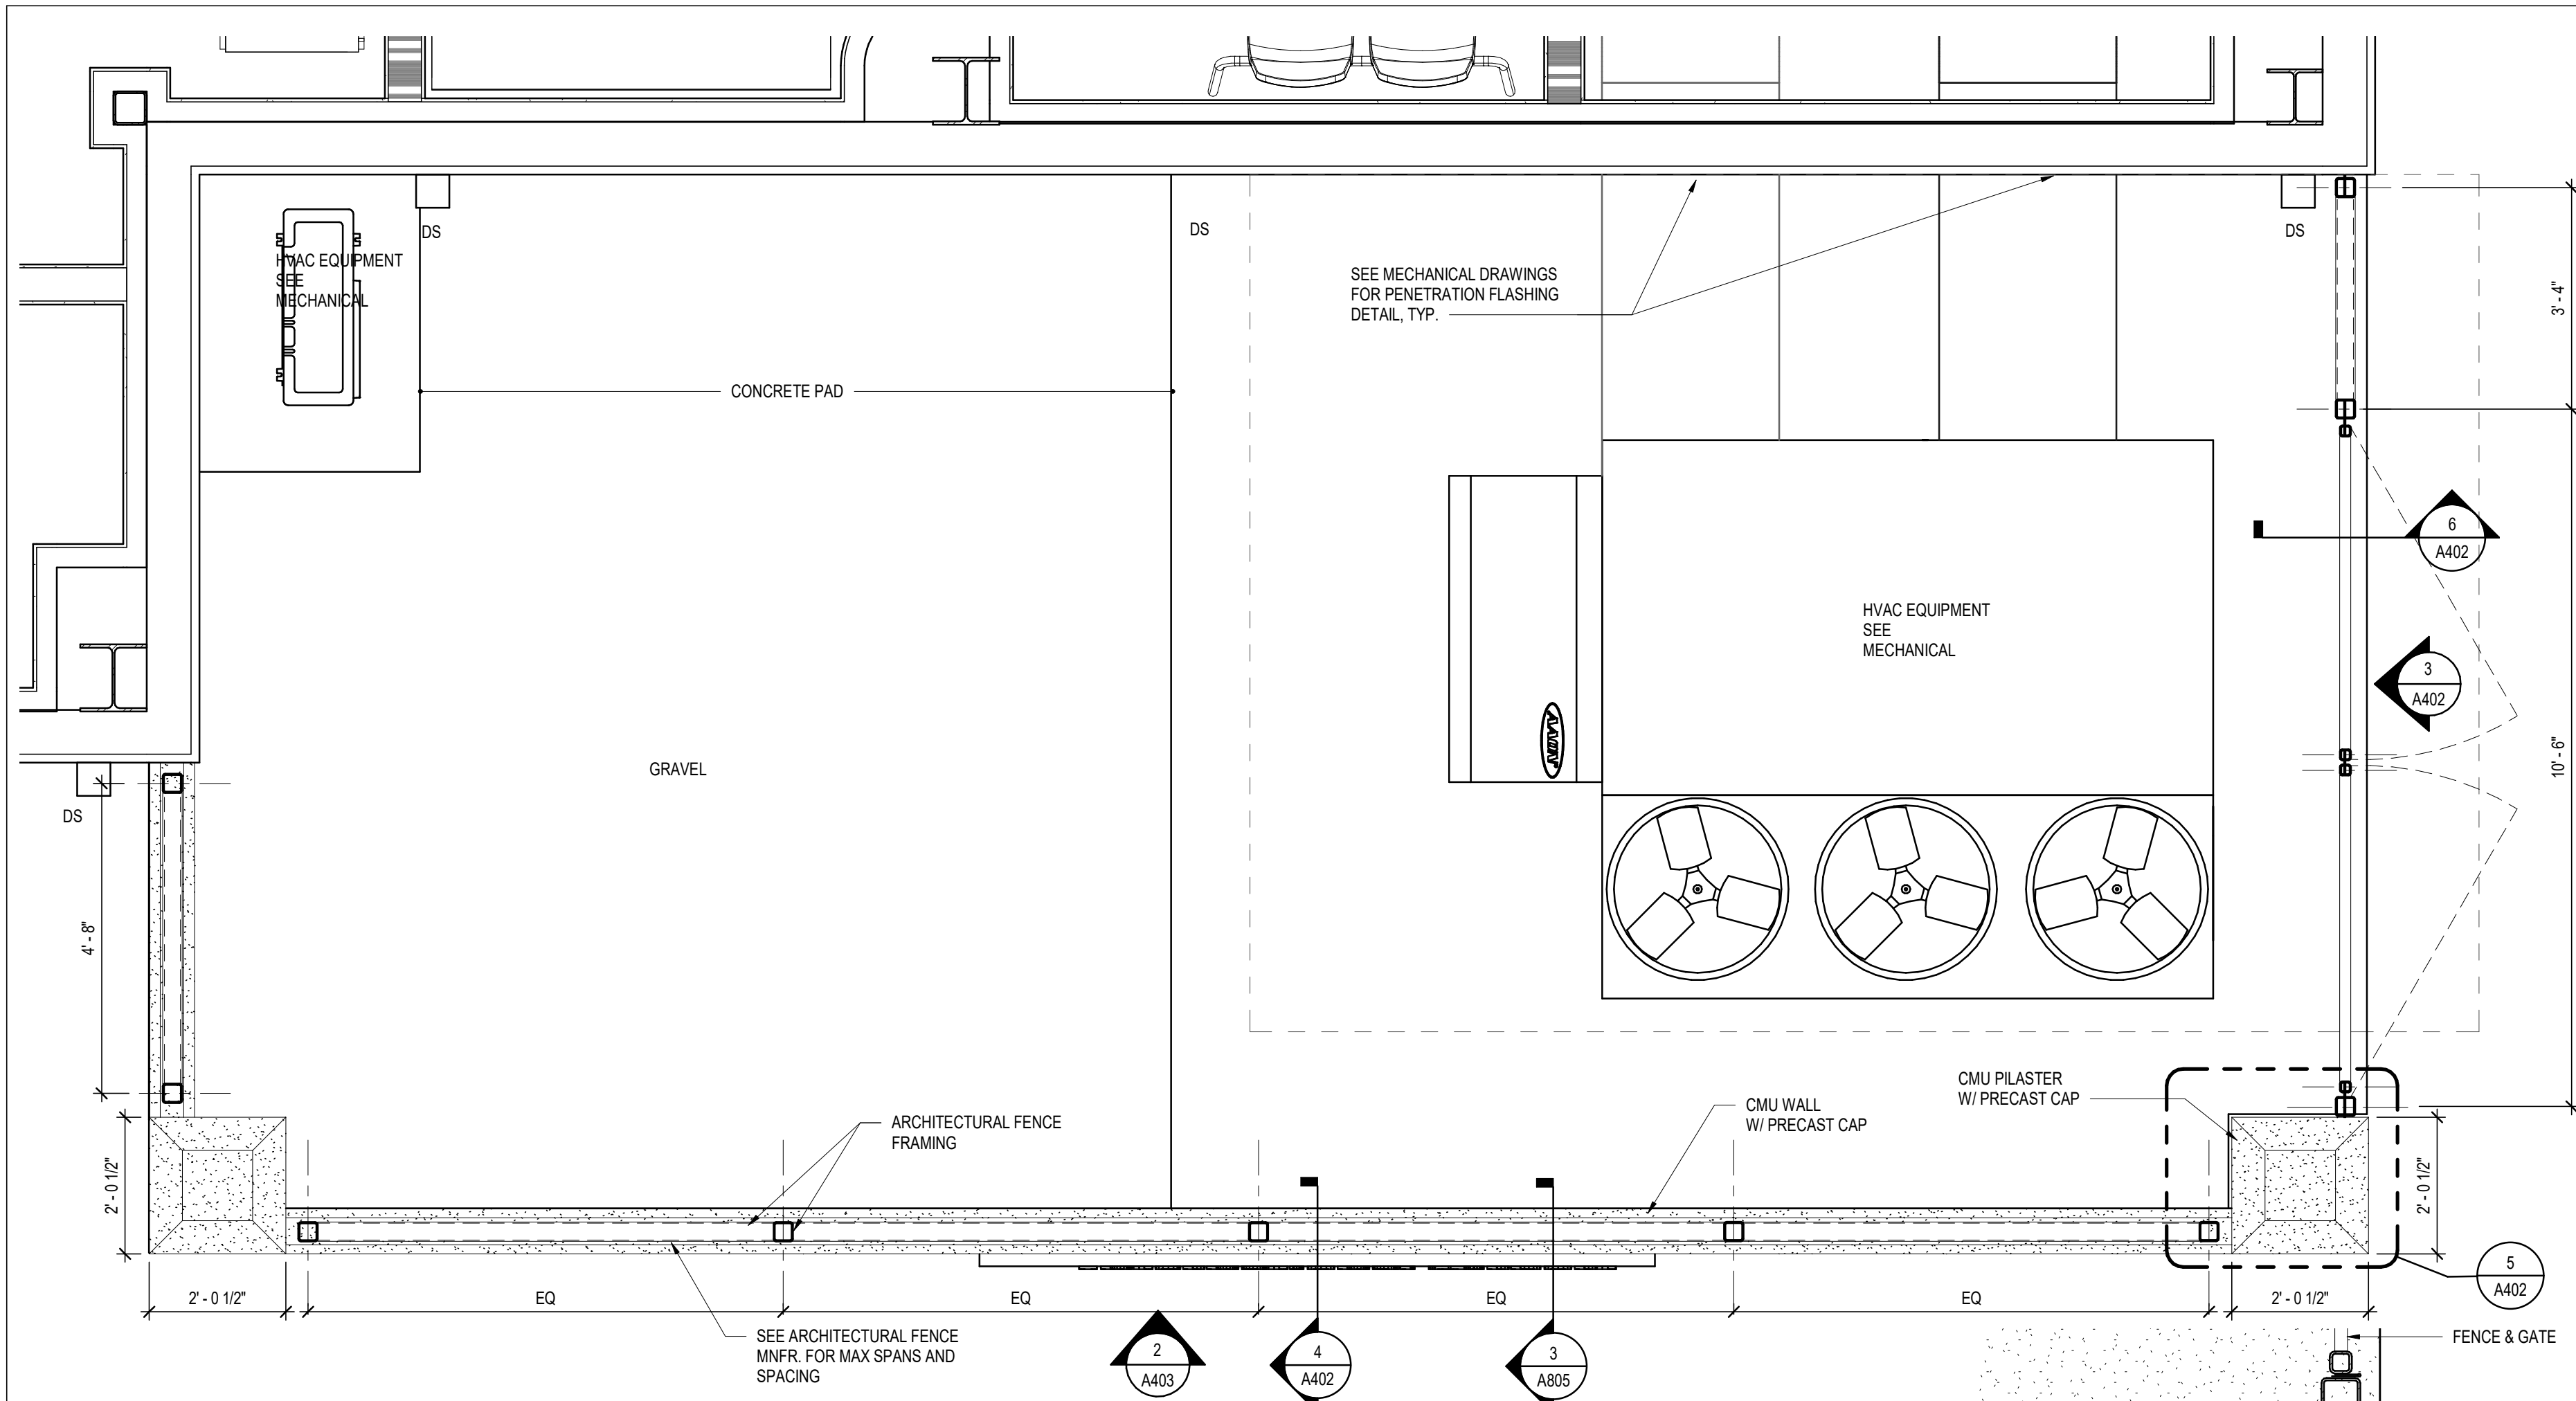 DS
DS
DS
HVAC EQUIPMENT
SEE
MECHANICAL
SEE MECHANICAL DRAWINGS
FOR PENETRATION FLASHING
DETAIL, TYP.
3' - 4"
CONCRETE PAD
6
A402
HVAC EQUIPMENT
SEE
MECHANICAL
3
A402
AAON
GRAVEL
10' - 6"
DS
4' - 8"
CMU PILASTER
W/ PRECAST CAP
CMU WALL
W/ PRECAST CAP
ARCHITECTURAL FENCE
FRAMING
2' - 0 1/2"
2' - 0 1/2"
5
A402
2' - 0 1/2"
EQ
EQ
EQ
EQ
2' - 0 1/2"
SEE ARCHITECTURAL FENCE
MNFR. FOR MAX SPANS AND
SPACING
2
A403
4
A402
3
A805
FENCE & GATE